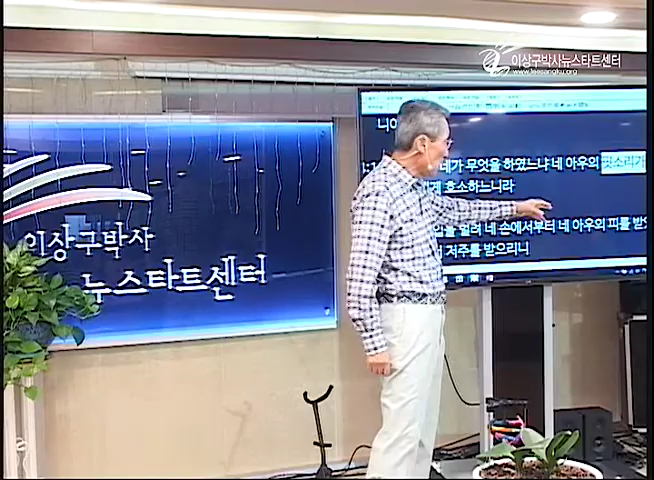 이상구박사뉴스타트센터
www.leesangku.org
이상구박사
뉴스타트센터
니이
네가 무엇을 하였느냐 네 아우의 핏소리가
게 호소하느니라
입을 벌려 네 손에서부터 네 아우의 피를 받
저주를 받으리니